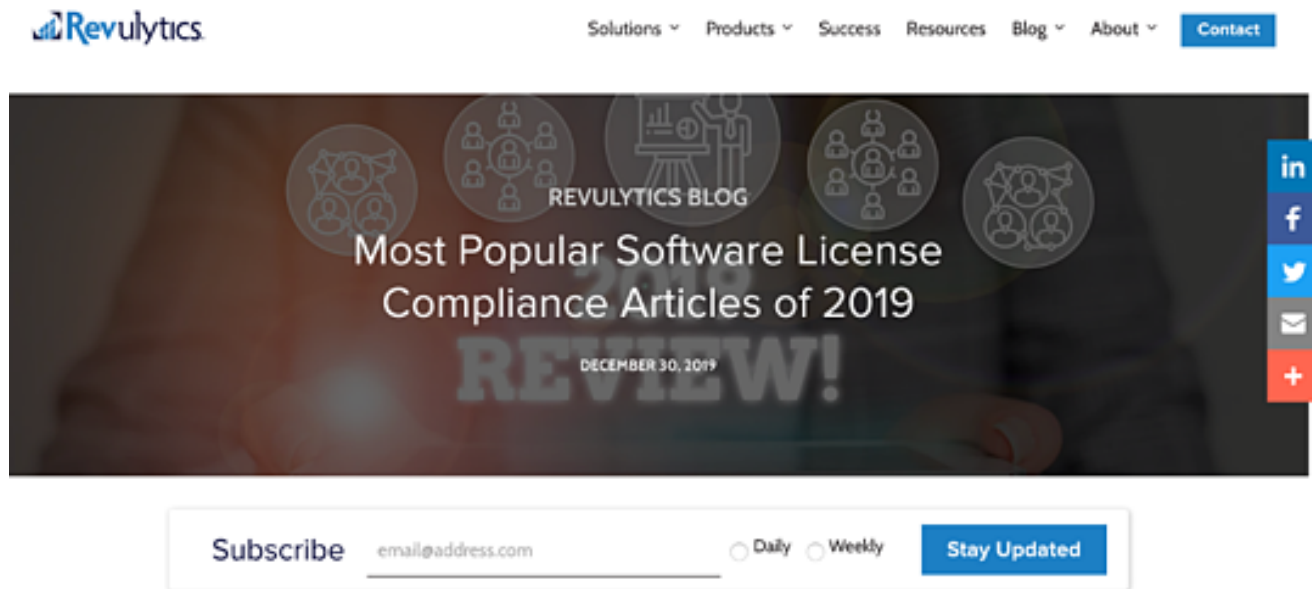 Revulytics
Solutions Products Success Resources Blog About Contact
REVULYTICS BLOG
Most Popular Software License
Compliance Articles of 2019
2019
REVIEW!
DECEMBER 30, 2019
in
f
Subscribe email@address.com Daily Weekly Stay Updated